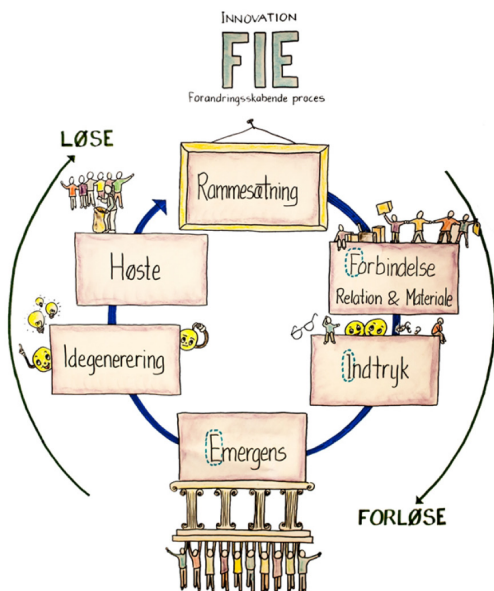 INNOVATION
FIE
Forandringsskabende proces
LØSE
Rammesætning
Forbindelse
Relation & Materiale
Høste
Indtryk
Idegenerering
Emergens
FORLØSE